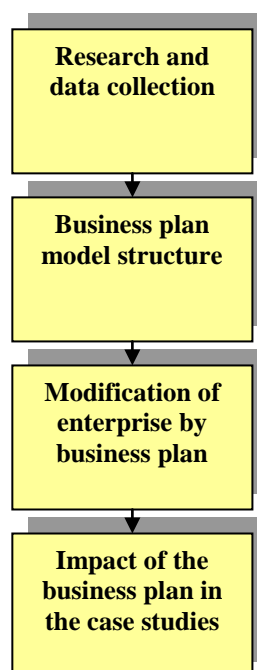 Research and
data collection
Business plan
model structure
Modification of
enterprise by
business plan
Impact of the
business plan in
the case studies